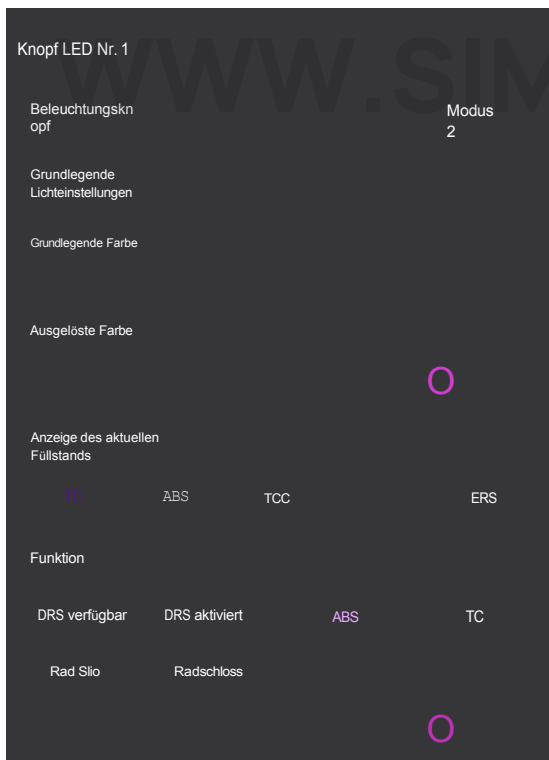 WWW.SIM
Knopf LED Nr. 1
Beleuchtungskn
opf
Modus
2
Grundlegende
Lichteinstellungen
Grundlegende Farbe
Ausgelöste Farbe
O
Anzeige des aktuellen
Füllstands
TC ABS TCC ERS
Funktion
DRS verfügbar DRS aktiviert ABS TC
Rad Slio Radschloss
O